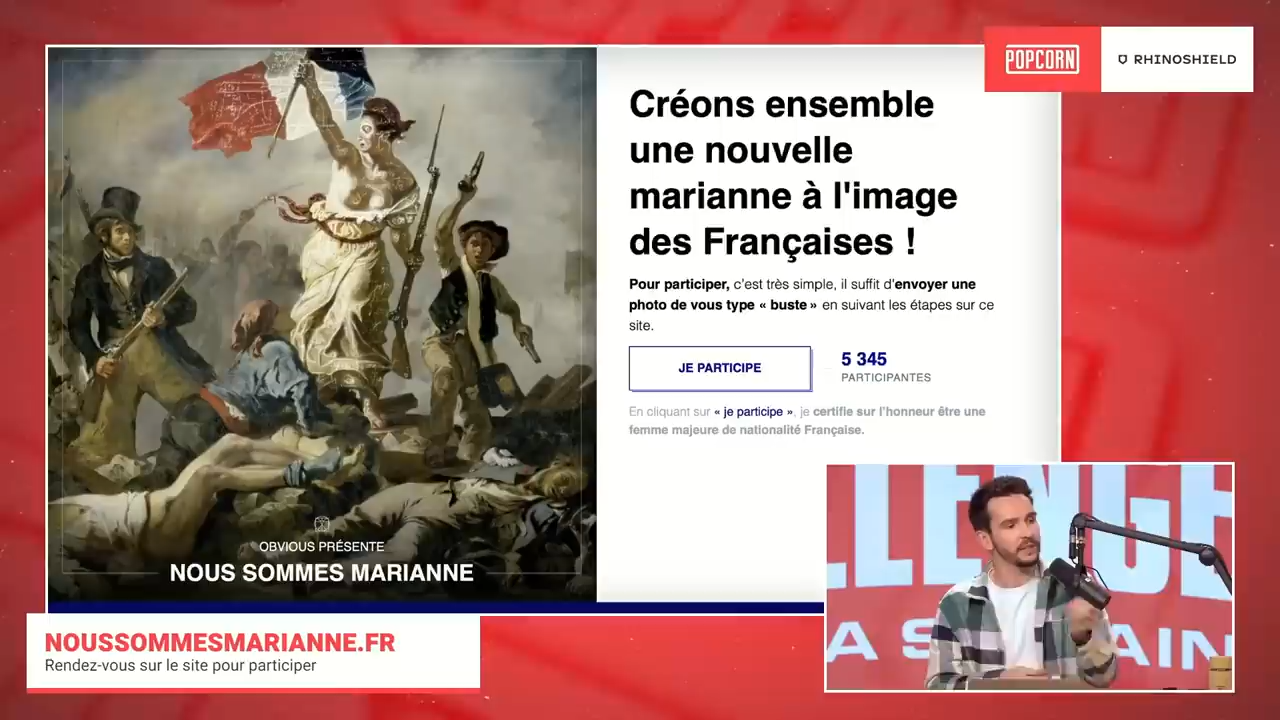 POPCORN
RHINOSHIELD
Créons ensemble
une nouvelle
marianne à l'image
des Françaises !
Pour participer, c'est très simple, il suffit d'envoyer une
photo de vous type « buste » en suivant les étapes sur ce
site.
JE PARTICIPE
5 345
PARTICIPANTES
En cliquant sur « je participe », je certifie sur l'honneur être une
femme majeure de nationalité Française.
OBVIOUS PRÉSENTE
NOUS SOMMES MARIANNE
NOUSSOMMESMARIANNE.FR
Rendez-vous sur le site pour participer
LLENGE
A S AIN